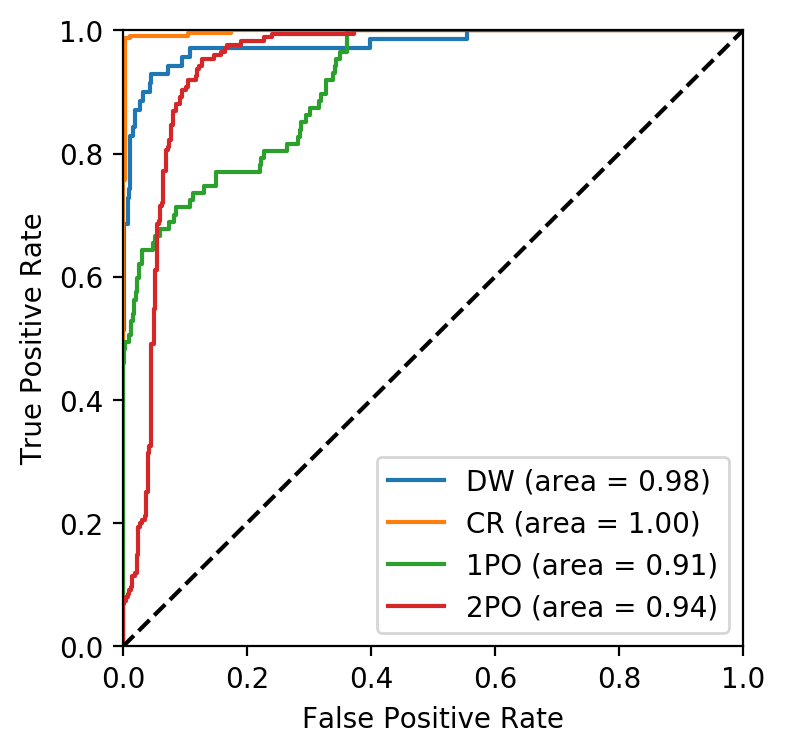 1.0
0.8
0.6
0.4
0.2
0.0
True Positive Rate
DW (area = 0.98)
CR (area = 1.00)
1PO (area = 0.91)
2PO (area = 0.94)
0.0 0.2 0.4 0.6 0.8 1.0
False Positive Rate